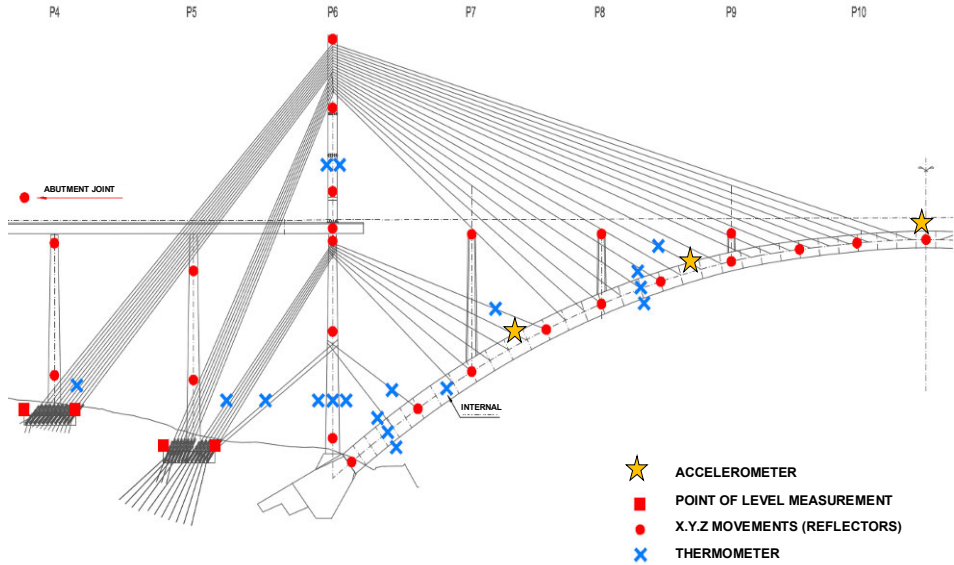 P4 P5 P6 P7 P8 P9 P10
ABUTMENT JOINT
INTERNAL
ACCELEROMETER
POINT OF LEVEL MEASUREMENT
X.Y.Z MOVEMENTS (REFLECTORS)
THERMOMETER